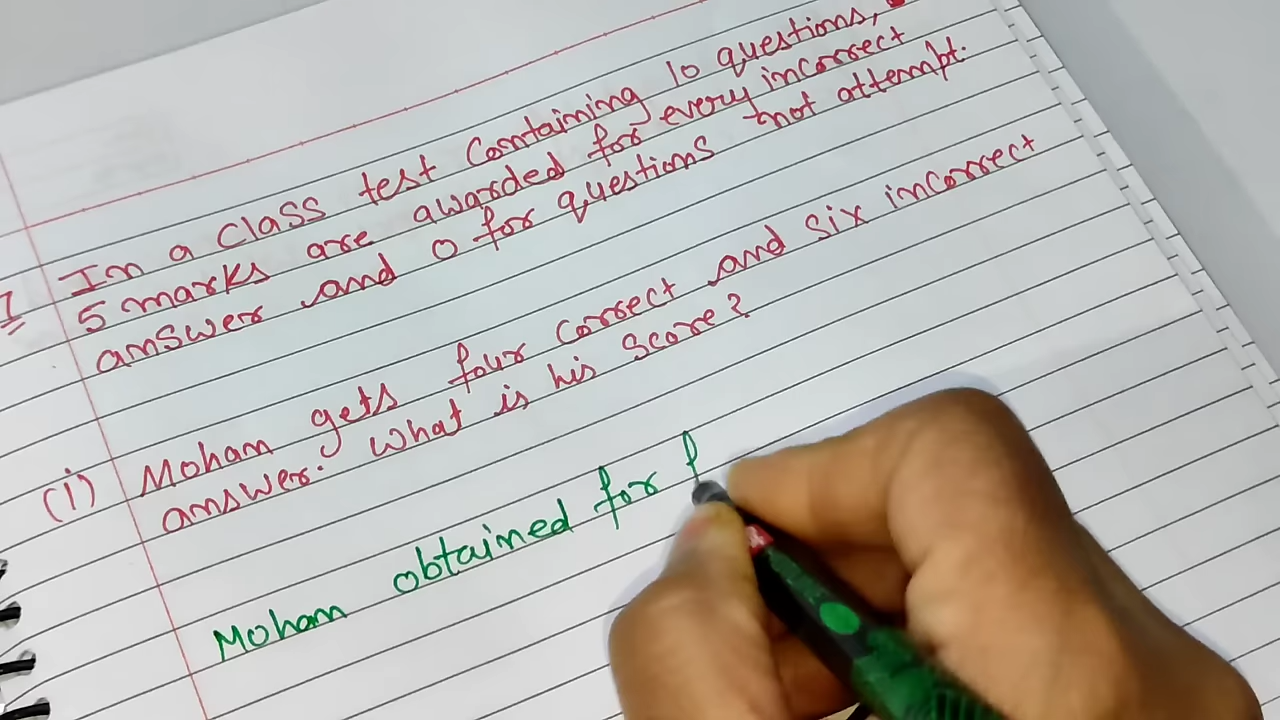 In a class test containing 10 questions,
5 marks are awarded for every incorrect
answer and 0 for questions not attempt.
(i) Mohan gets four correct and six incorrect
answer. What is his score?
Mohan obtained for f